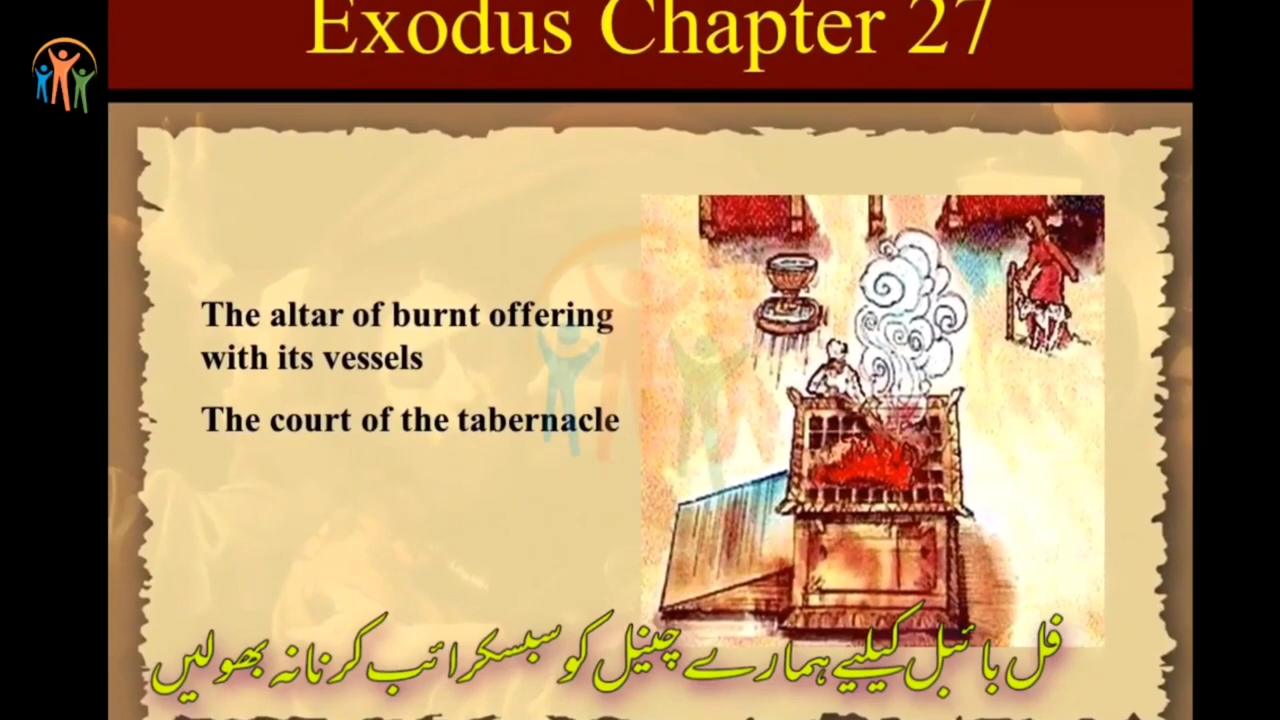 Exodus Chapter 27
The altar of burnt offering
with its vessels
The court of the tabernacle
فل بائبل کیلیے ہمارے چینل کو سبسکرائب کرنا نہ بھولیں